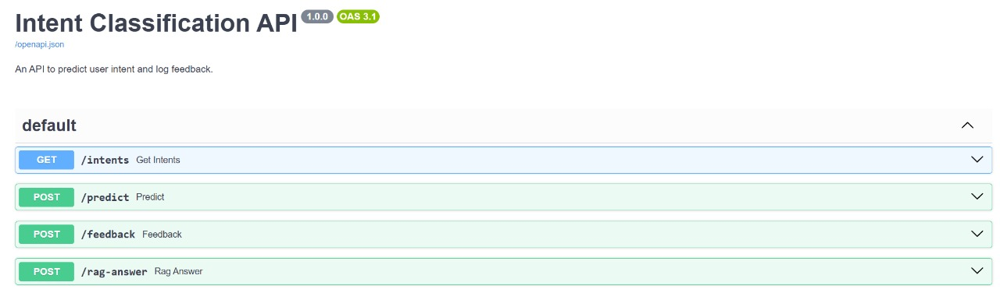 Intent Classification API 1.0.0 OAS 3.1
/openapi.json
An API to predict user intent and log feedback.
default
GET /intents Get Intents
POST /predict Predict
POST /feedback Feedback
POST /rag-answer Rag Answer